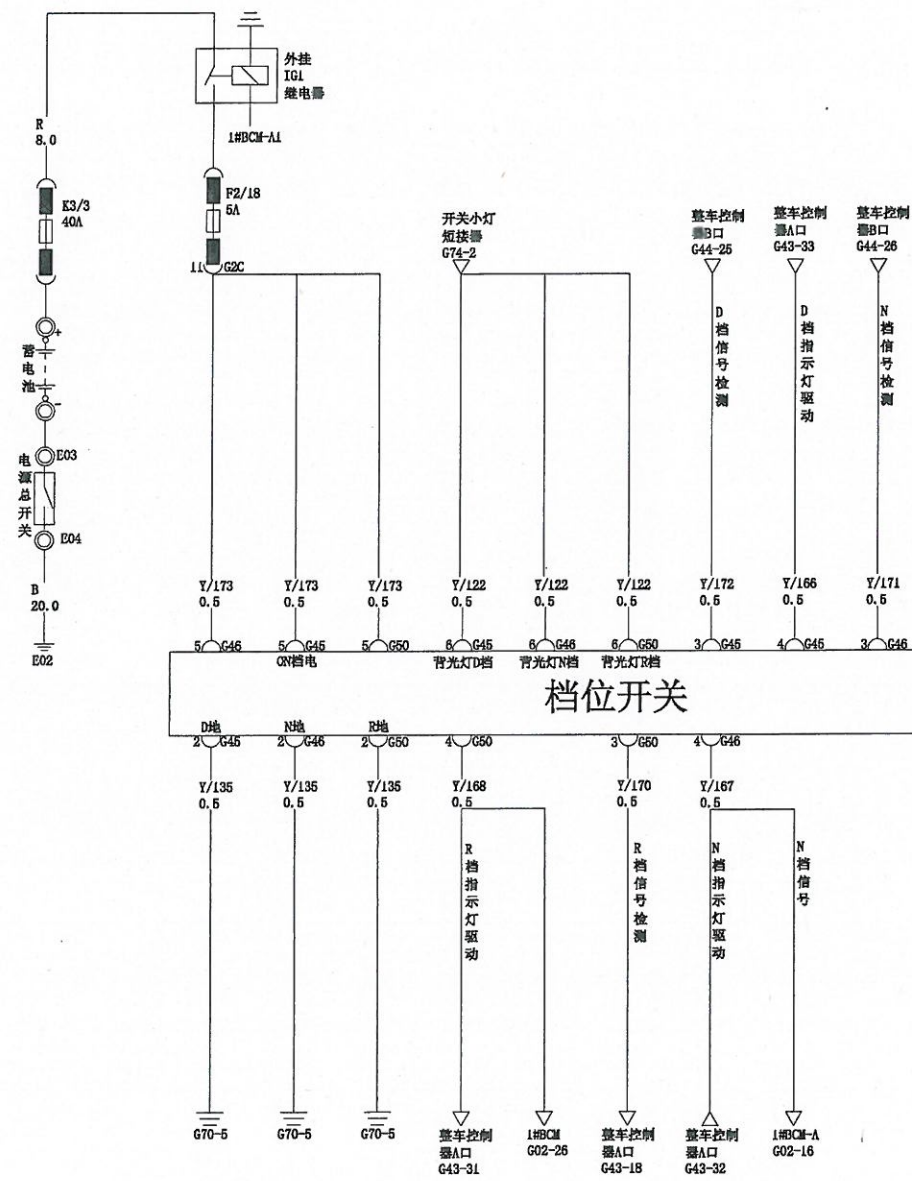 外挂
IG1
继电器
1#BCM-A1
R
8.0
K3/3
40A
F2/18
5A
11 G2C
+
蓄电池
-
E03
电源总开关
E04
B
20.0
E02
开关小灯
短接器
G74-2
整车控制
器B口
G44-25
整车控制
器A口
G43-33
整车控制
器B口
G44-26
D档信号检测
D档指示灯驱动
N档信号检测
Y/173
0.5
Y/173
0.5
Y/173
0.5
Y/122
0.5
Y/122
0.5
Y/122
0.5
Y/172
0.5
Y/166
0.5
Y/171
0.5
5 G46
5 G45
5 G50
6 G45
6 G46
6 G50
3 G45
4 G45
3 G46
ON档电
背光灯D档
背光灯N档
背光灯R档
档位开关
D地
N地
R地
2 G45
2 G46
2 G50
4 G50
3 G50
4 G46
Y/135
0.5
Y/135
0.5
Y/135
0.5
Y/168
0.5
Y/170
0.5
Y/167
0.5
R档指示灯驱动
R档信号检测
N档指示灯驱动
N档信号
G70-5
G70-5
G70-5
整车控制
器A口
G43-31
1#BCM
G02-26
整车控制
器A口
G43-18
整车控制
器A口
G43-32
1#BCM-A
G02-16